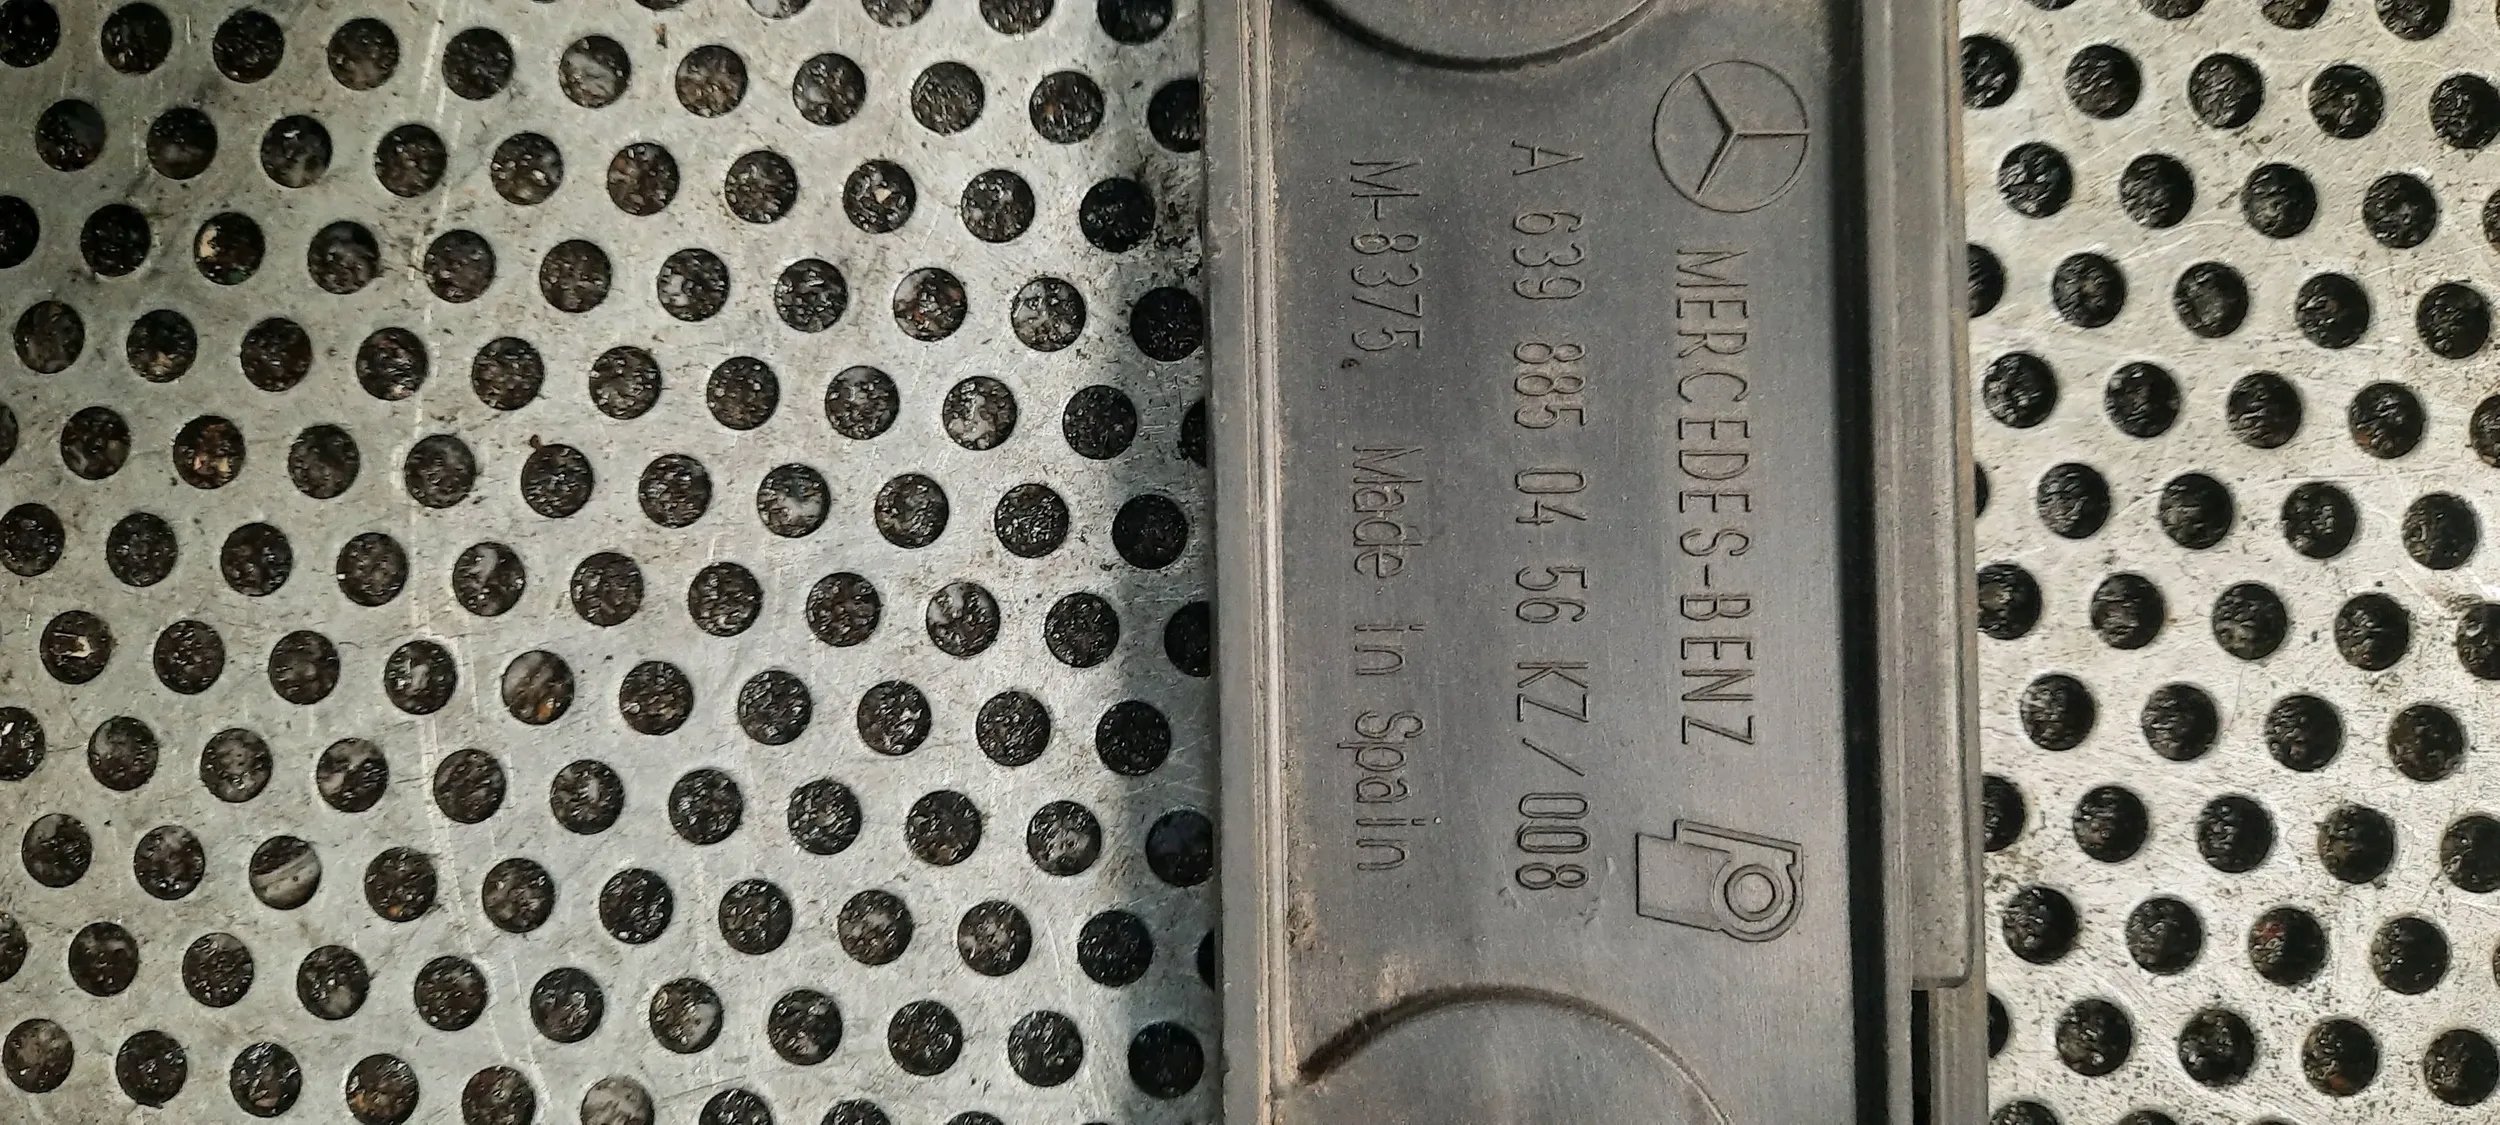 MERCEDES-BENZ
A 639 885 04 56 KZ/008
M-8375, Made in Spain